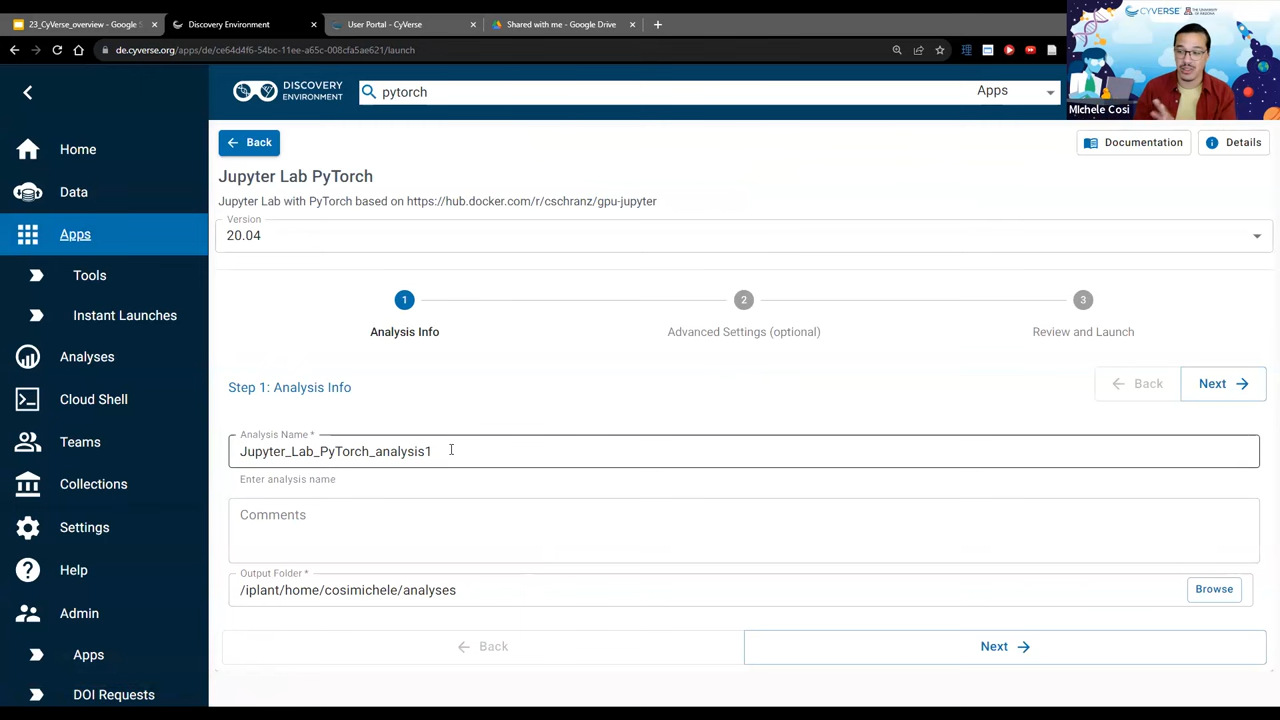 23_CyVerse_overview - Google
Discovery Environment
User Portal - CyVerse
Shared with me - Google Drive
de.cyverse.org/apps/de/ce64d4f6-54bc-11ee-a65c-008cfa5ae621/launch
CYVERSE
MIchele Cosi
DISCOVERY
ENVIRONMENT
pytorch
Apps
Home
Data
Apps
Tools
Instant Launches
Analyses
Cloud Shell
Teams
Collections
Settings
Help
Admin
Apps
DOI Requests
Back
Documentation
Details
Jupyter Lab PyTorch
Jupyter Lab with PyTorch based on https://hub.docker.com/r/cschranz/gpu-jupyter
Version
20.04
1
2
3
Analysis Info
Advanced Settings (optional)
Review and Launch
Step 1: Analysis Info
Back
Next
Analysis Name *
Jupyter_Lab_PyTorch_analysis1
Enter analysis name
Comments
Output Folder *
/iplant/home/cosimichele/analyses
Browse
Back
Next